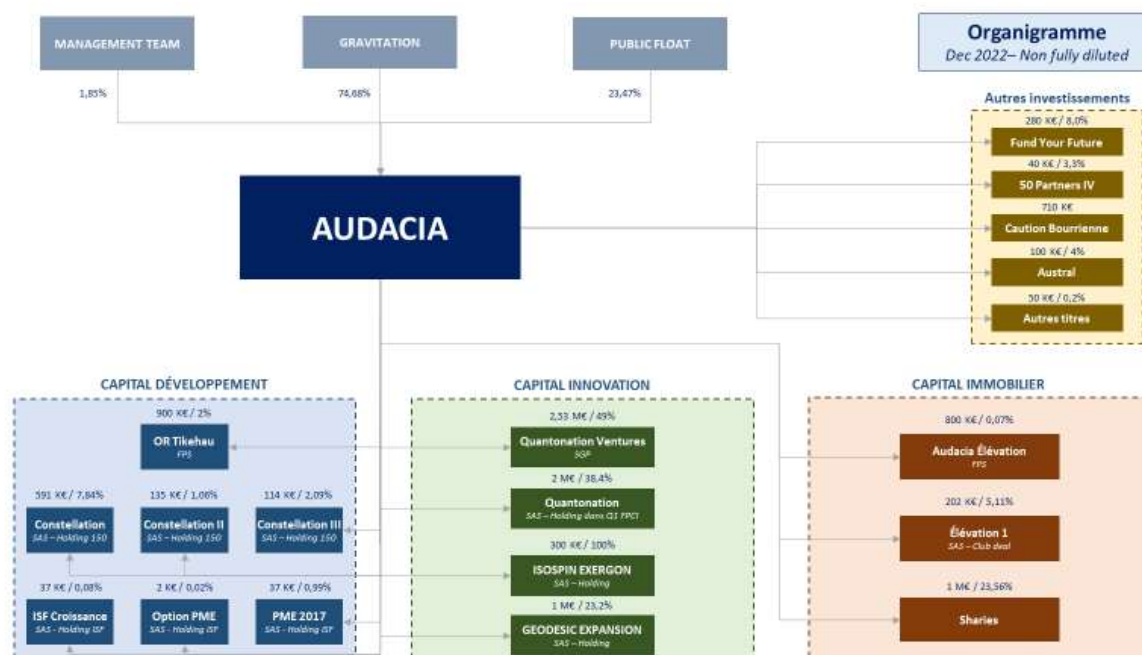 MANAGEMENT TEAM
GRAVITATION
PUBLIC FLOAT
Organigramme
Dec 2022– Non fully diluted
1,85%
74,68%
23,47%
Autres investissements
280 K€ / 8,0%
Fund Your Future
40 K€ / 3,3%
50 Partners IV
710 K€
Caution Bourrienne
100 K€ / 4%
Austral
50 K€ / 0,2%
Autres titres
AUDACIA
CAPITAL DÉVELOPPEMENT
900 K€ / 2%
OR Tikehau
FPS
591 K€ / 7,84%
135 K€ / 1,06%
114 K€ / 2,09%
Constellation
SAS – Holding 150
Constellation II
SAS – Holding 150
Constellation III
SAS – Holding 150
37 K€ / 0,08%
2 K€ / 0,02%
37 K€ / 0,99%
ISF Croissance
SAS - Holding ISF
Option PME
SAS - Holding ISF
PME 2017
SAS - Holding ISF
CAPITAL INNOVATION
2,53 M€ / 49%
Quantonation Ventures
SGP
2 M€ / 38,4%
Quantonation
SAS – Holding dans Q1 FPCI
300 K€ / 100%
ISOSPIN EXERGON
SAS – Holding
1 M€ / 23,2%
GEODESIC EXPANSION
SAS – Holding
CAPITAL IMMOBILIER
800 K€ / 0,07%
Audacia Élévation
FPS
202 K€ / 5,11%
Élévation 1
SAS – Club deal
1 M€ / 23,56%
Sharies